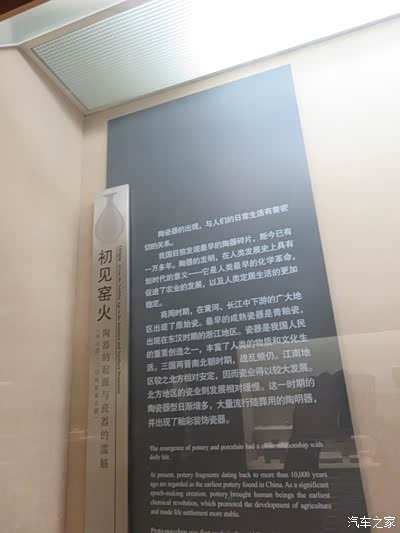 初见窑火
陶器的起源与瓷器的滥觞
陶瓷器的出现，与人们的日常生活有着密
切的关系。
我国目前发现最早的陶器碎片，距今已有
一万多年。陶器的发明，在人类发展史上具有
划时代的意义——它是人类最早的化学革命，
促进了农业的发展，以及人类定居生活的更加
稳定。
商周时期，在黄河、长江中下游的广大地
区出现了原始瓷。最早的成熟瓷器是青釉瓷，
出现在东汉时期的浙江地区。瓷器是我国人民
的重要创造之一，丰富了人类的物质和文化生
活。三国两晋南北朝时期，战乱频仍。江南地
区较之北方相对安定，因而瓷业得以较大发展。
北方地区的瓷业则发展相对缓慢。这一时期的
陶瓷器型日渐增多，大量流行随葬用的陶明器，
并出现了釉彩装饰瓷器。
The emergence of pottery and porcelain had a close relationship with
daily life.
At present, pottery fragments dating back to more than 10,000 years
ago are regarded as the earliest pottery found in China. As a significant
epoch-making creation, pottery brought human beings the earliest
chemical revolution, which promoted the development of agriculture
and made life settlement more stable.
汽车之家